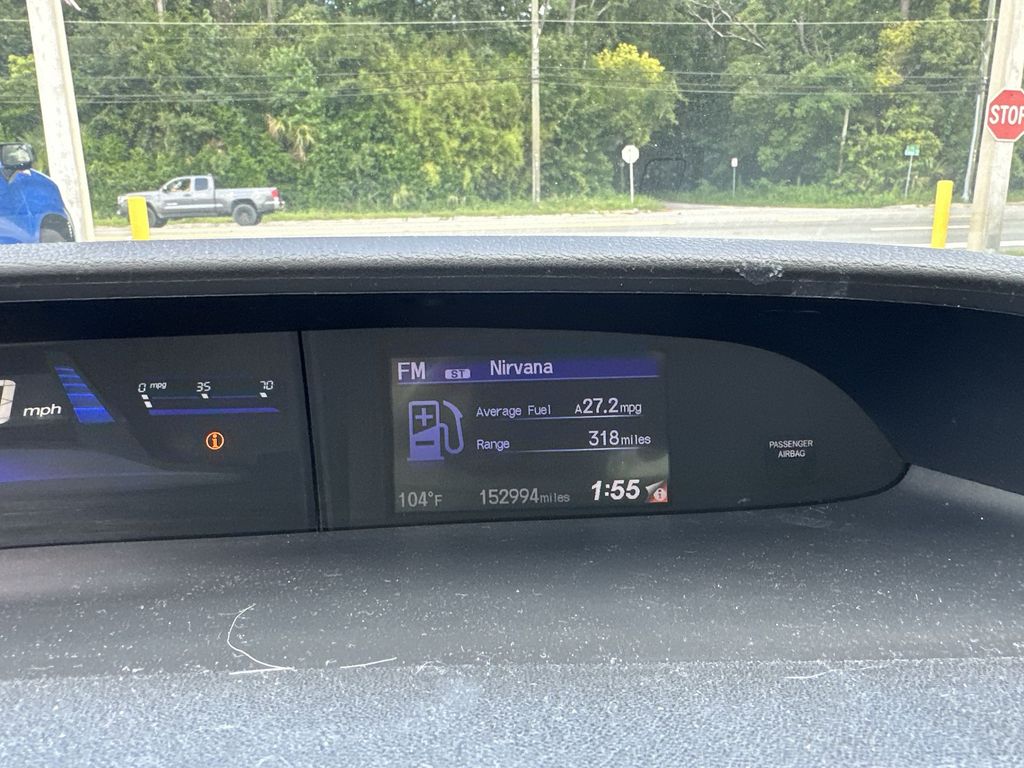 STOP
FM ST Nirvana
0 mpg 35 70
mph
Average Fuel A27.2mpg
Range 318miles
PASSENGER
AIRBAG
104°F 152994miles 1:55